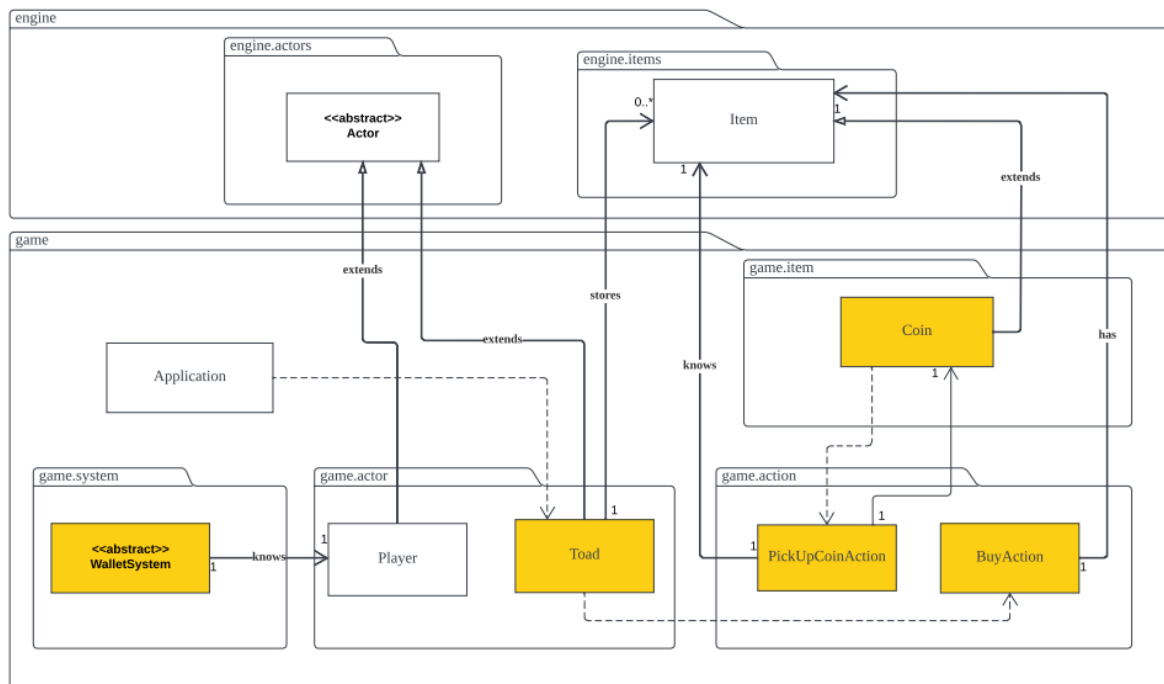 engine
engine.actors
engine.items
<<abstract>>
Actor
0..*
Item
1
1
extends
game
extends
stores
game.item
Coin
has
extends
Application
knows
1
game.system
game.actor
game.action
<<abstract>>
WalletSystem
1
knows
1
Player
1
Toad
1
1
PickUpCoinAction
BuyAction
1